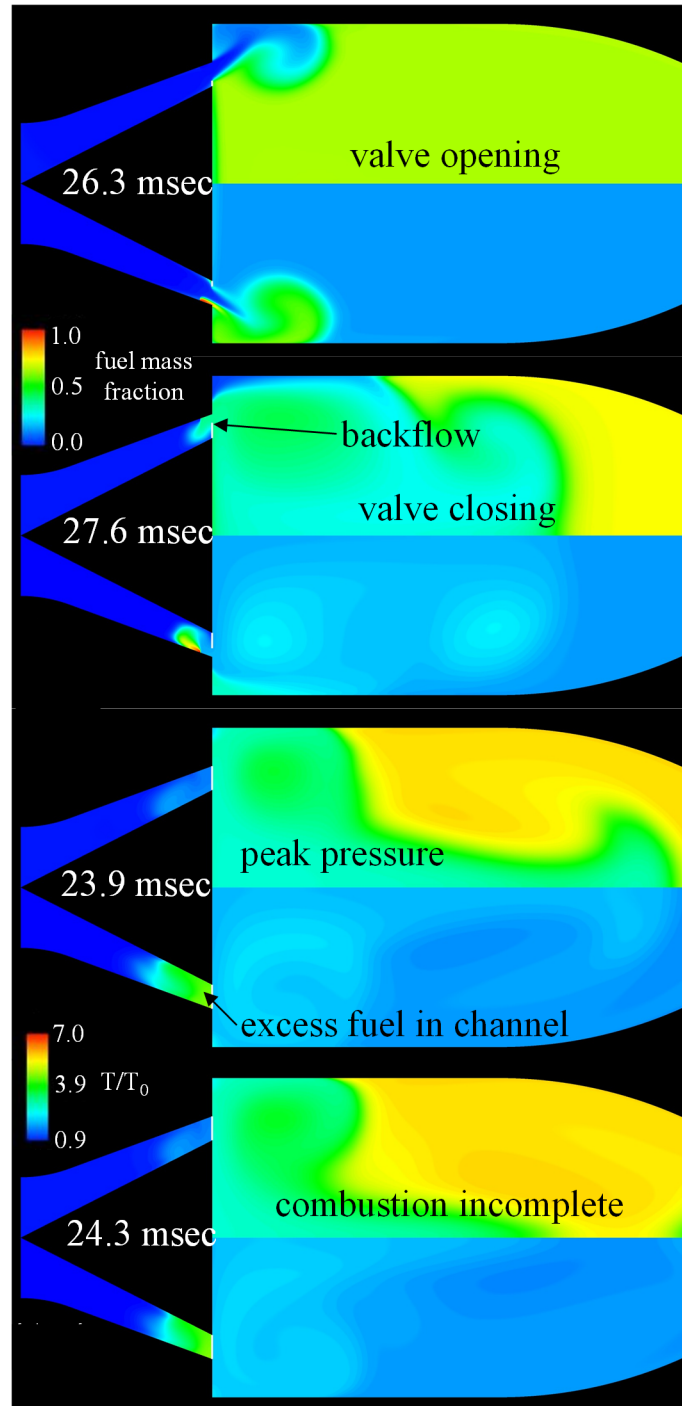 valve opening
26.3 msec
1.0
fuel mass
0.5
fraction
0.0
backflow
valve closing
27.6 msec
peak pressure
23.9 msec
excess fuel in channel
7.0
3.9 T/T₀
0.9
combustion incomplete
24.3 msec